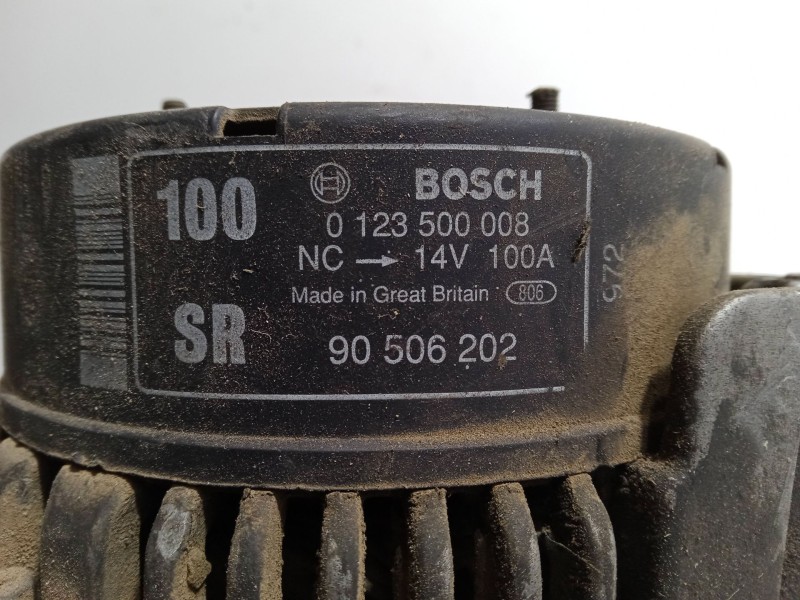 100
BOSCH
0 123 500 008
NC → 14V 100A
Made in Great Britain 806
SR
90 506 202
572